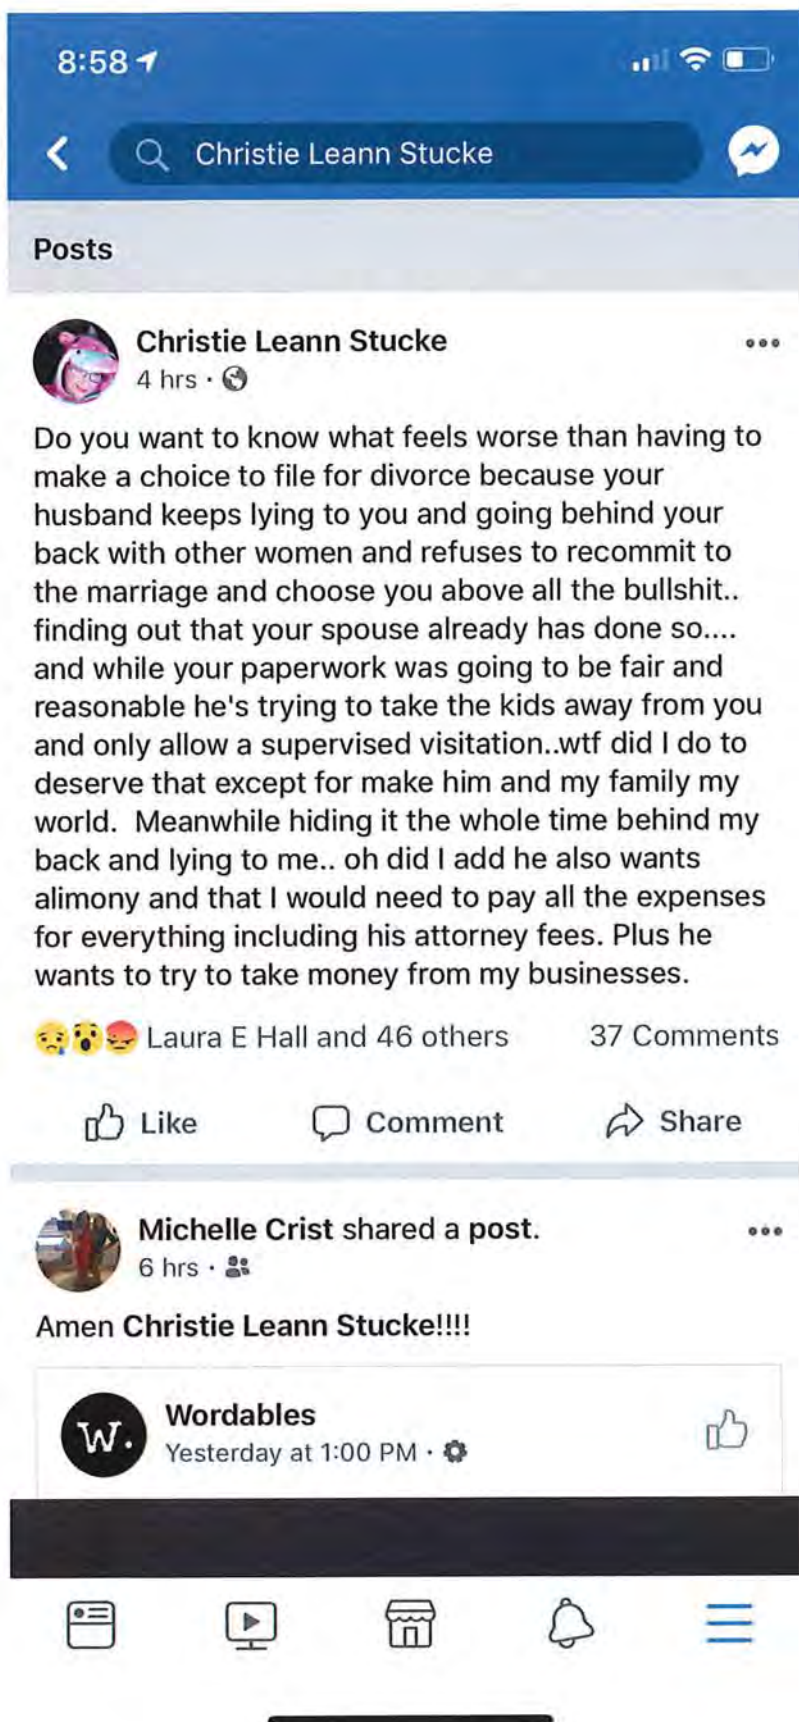 8:58
Christie Leann Stucke
Posts
Christie Leann Stucke
4 hrs ·
Do you want to know what feels worse than having to
make a choice to file for divorce because your
husband keeps lying to you and going behind your
back with other women and refuses to recommit to
the marriage and choose you above all the bullshit..
finding out that your spouse already has done so....
and while your paperwork was going to be fair and
reasonable he's trying to take the kids away from you
and only allow a supervised visitation..wtf did I do to
deserve that except for make him and my family my
world.  Meanwhile hiding it the whole time behind my
back and lying to me.. oh did I add he also wants
alimony and that I would need to pay all the expenses
for everything including his attorney fees. Plus he
wants to try to take money from my businesses.
Laura E Hall and 46 others 37 Comments
Like Comment Share
Michelle Crist shared a post.
6 hrs ·
Amen Christie Leann Stucke!!!!
W.
Wordables
Yesterday at 1:00 PM ·